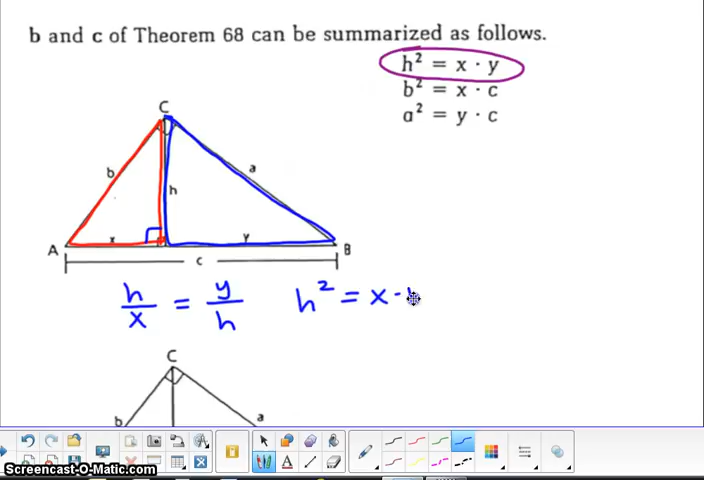 b and c of Theorem 68 can be summarized as follows.
h² = x · y
b² = x · c
a² = y · c
C
b
a
h
A
x
y
B
c
h/x = y/h
h² = x ·
C
b
a
A
Screencast-O-Matic.com